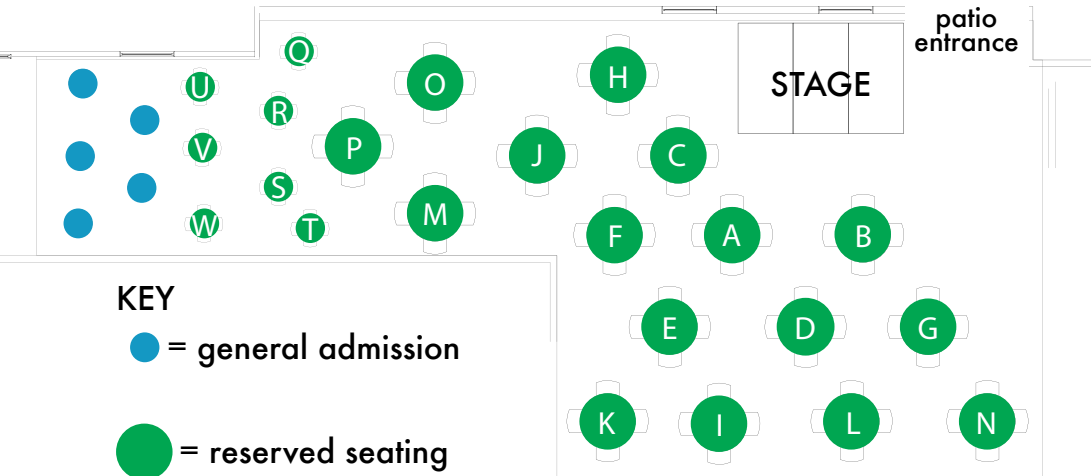 patio
entrance
Q
O
H
STAGE
U
R
V
P
J
C
S
W
T
M
F
A
B
KEY
E
D
G
= general admission
K
I
L
N
= reserved seating